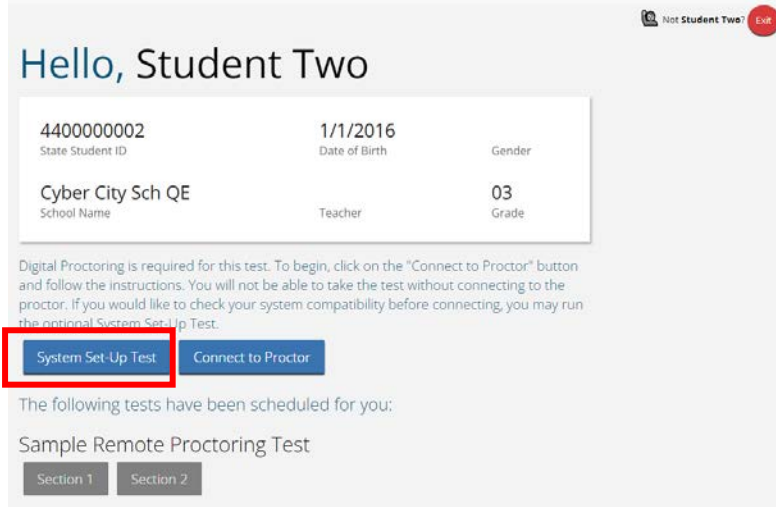 Not Student Two? Exit
Hello, Student Two
4400000002 1/1/2016
State Student ID Date of Birth Gender
Cyber City Sch QE 03
School Name Teacher Grade
Digital Proctoring is required for this test. To begin, click on the "Connect to Proctor" button
and follow the instructions. You will not be able to take the test without connecting to the
proctor. If you would like to check your system compatibility before connecting, you may run
the optional System Set-Up Test.
System Set-Up Test Connect to Proctor
The following tests have been scheduled for you:
Sample Remote Proctoring Test
Section 1 Section 2